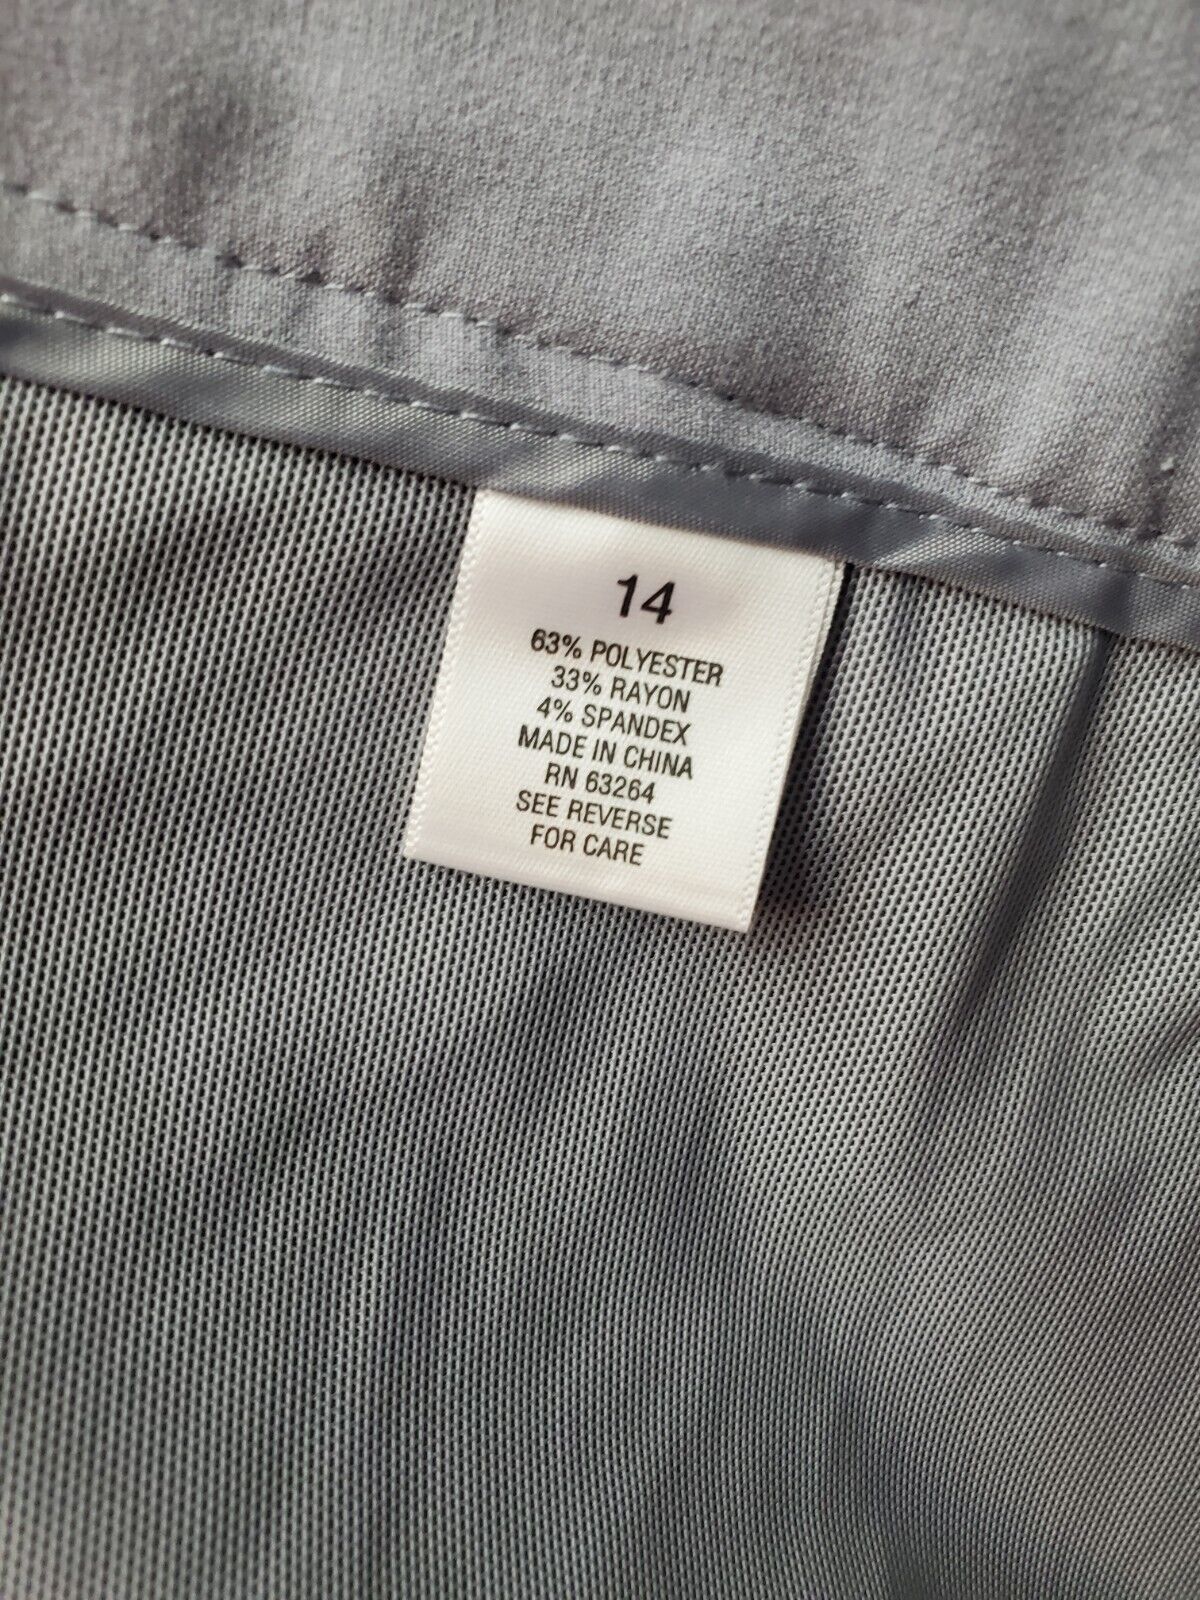 14
63% POLYESTER
33% RAYON
4% SPANDEX
MADE IN CHINA
RN 63264
SEE REVERSE
FOR CARE